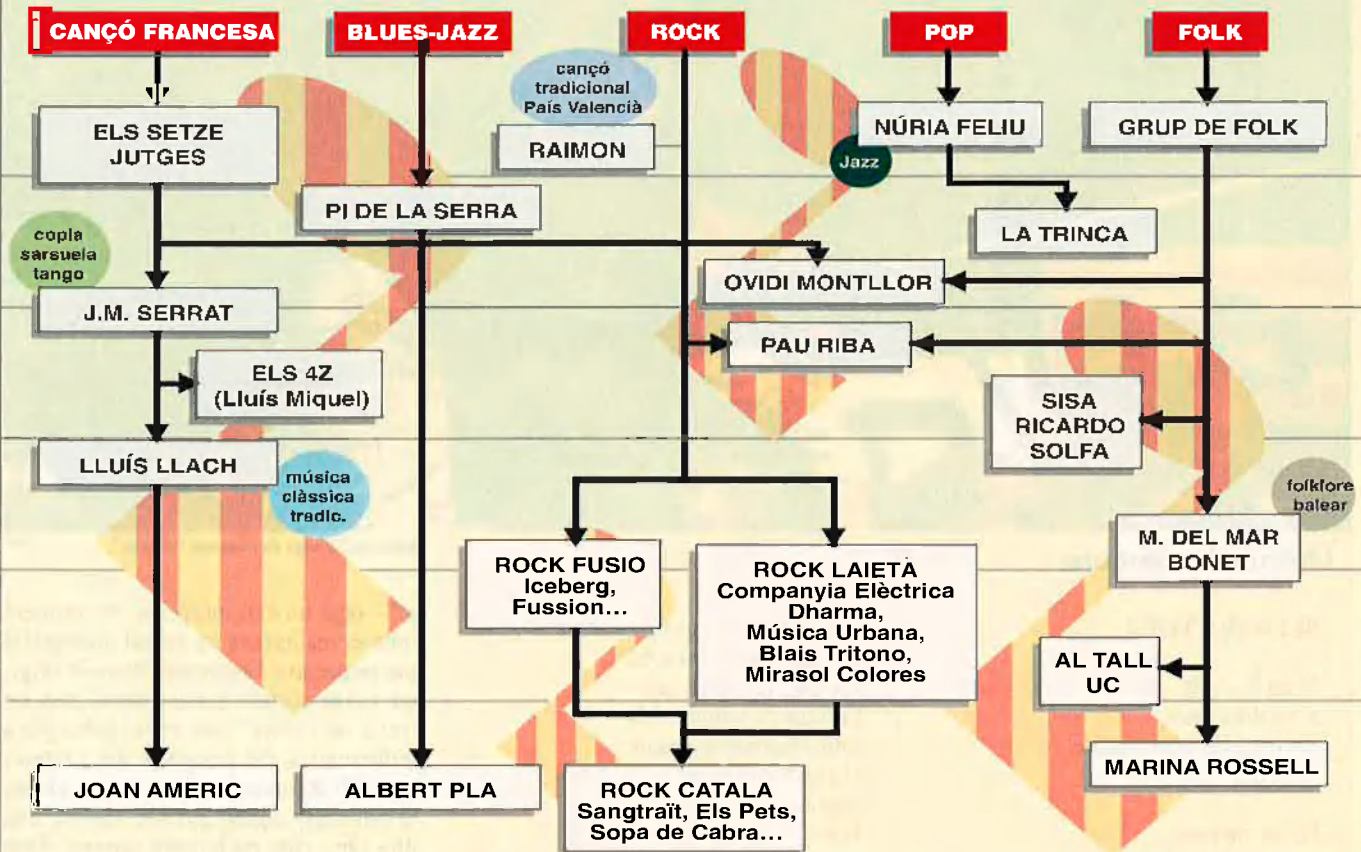 CANÇÓ FRANCESA
BLUES-JAZZ
ROCK
POP
FOLK
cançó
tradicional
País Valencià
ELS SETZE
JUTGES
RAIMON
NÚRIA FELIU
GRUP DE FOLK
Jazz
PI DE LA SERRA
LA TRINCA
copla
sarsuela
tango
OVIDI MONTLLOR
J.M. SERRAT
PAU RIBA
ELS 4Z
(Lluís Miquel)
SISA
RICARDO
SOLFA
LLUÍS LLACH
música
clàssica
tradic.
folklore
balear
M. DEL MAR
BONET
ROCK FUSIO
Iceberg,
Fussion...
ROCK LAIETÀ
Companyia Elèctrica
Dharma,
Música Urbana,
Blais Tritono,
Mirasol Colores
AL TALL
UC
JOAN AMERIC
ALBERT PLA
ROCK CATALA
Sangtraït, Els Pets,
Sopa de Cabra...
MARINA ROSSELL